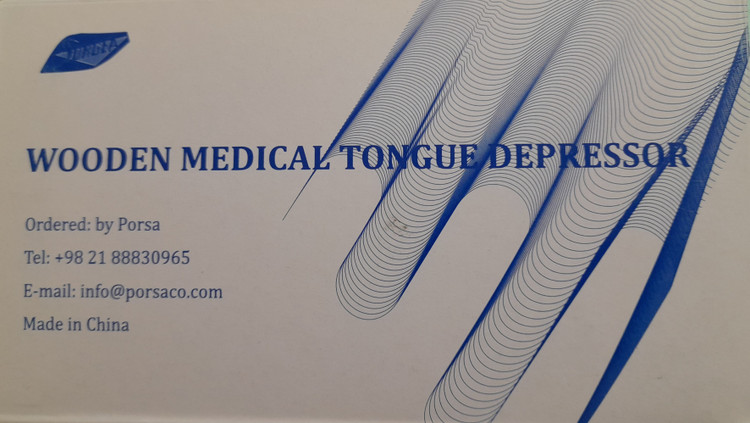 WOODEN MEDICAL TONGUE DEPRESSOR
Ordered: by Porsa
Tel: +98 21 88830965
E-mail: info@porsaco.com
Made in China